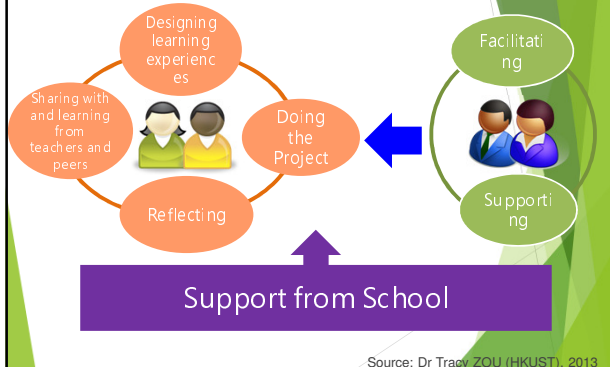 Designing
learning
experienc
es
Sharing with
and learning
from
teachers and
peers
Doing
the
Project
Reflecting
Facilitati
ng
Supporti
ng
Support from School
Source: Dr Tracy ZOU (HKUST), 2013